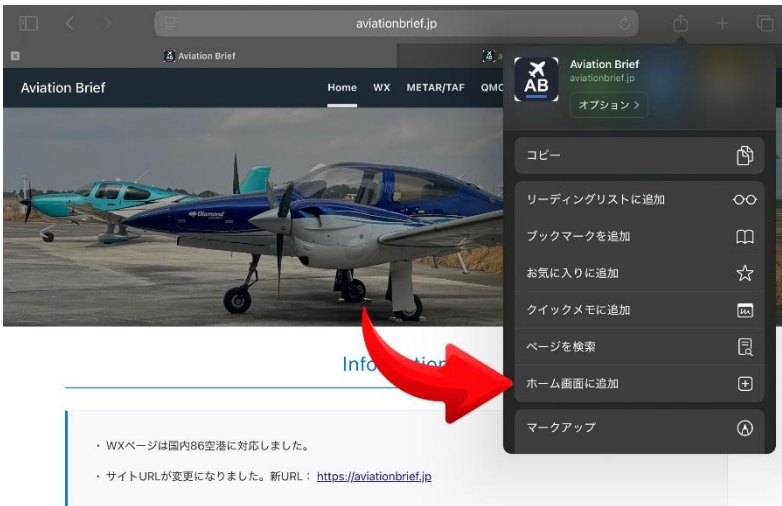 aviationbrief.jp
Aviation Brief
Aviation Brief
Home WX METAR/TAF
Aviation Brief
aviationbrief.jp
AB
オプション >
コピー
リーディングリストに追加
ブックマークを追加
お気に入りに追加
クイックメモに追加
ページを検索
ホーム画面に追加
マークアップ
Diamond
・ WXページは国内86空港に対応しました。
・ サイトURLが変更になりました。新URL： https://aviationbrief.jp